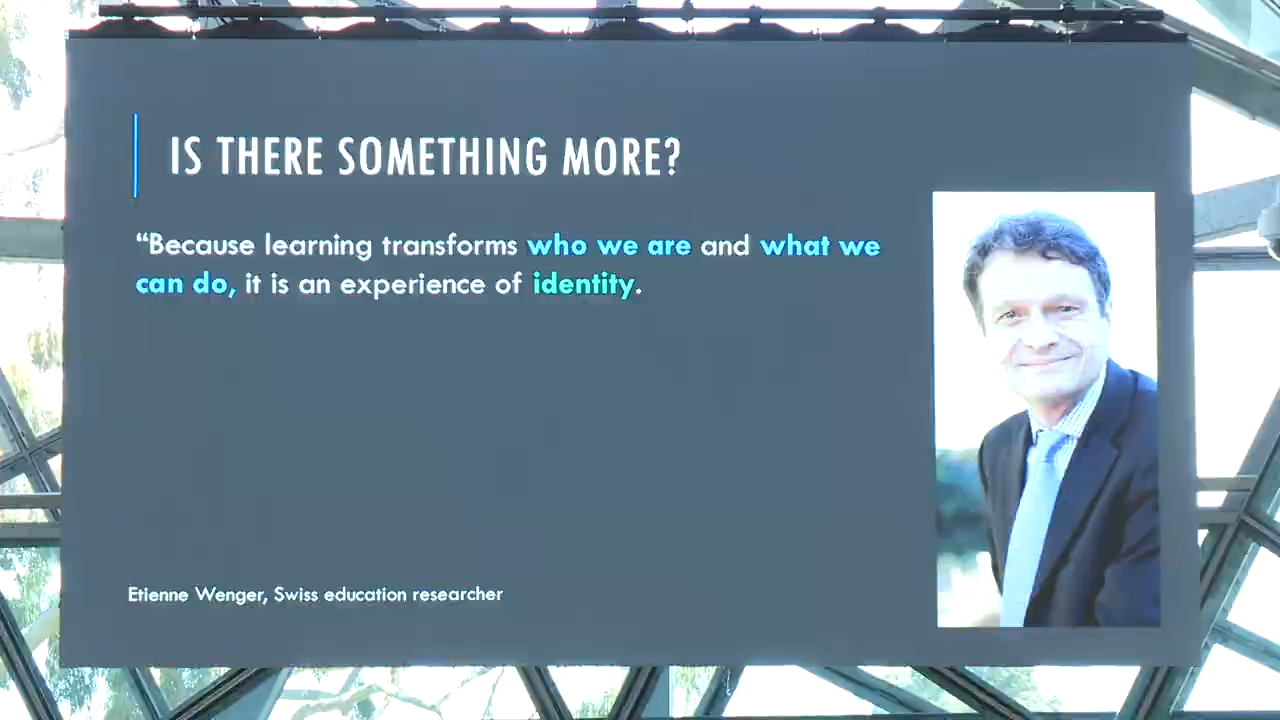 IS THERE SOMETHING MORE?
“Because learning transforms who we are and what we
can do, it is an experience of identity.
Etienne Wenger, Swiss education researcher